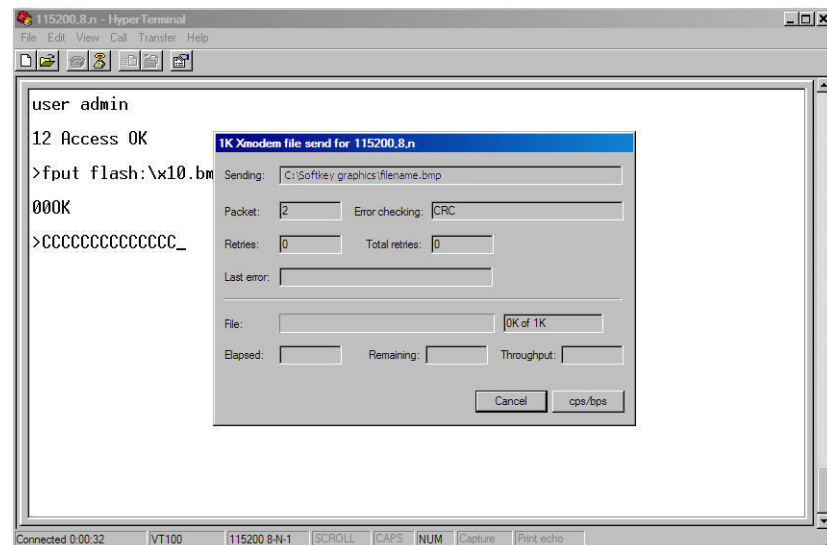 115200,8,n - HyperTerminal
File Edit View Call Transfer Help
user admin
12 Access OK
>fput flash:\x10.bm
00OK
>CCCCCCCCCCCCCC_
1K Xmodem file send for 115200,8,n
Sending: C:\Softkey graphics\filename.bmp
Packet: 2 Error checking: CRC
Retries: 0 Total retries: 0
Last error:
File: 0K of 1K
Elapsed: Remaining: Throughput:
Cancel cps/bps
Connected 0:00:32 VT100 115200 8-N-1 SCROLL CAPS NUM Capture Print echo